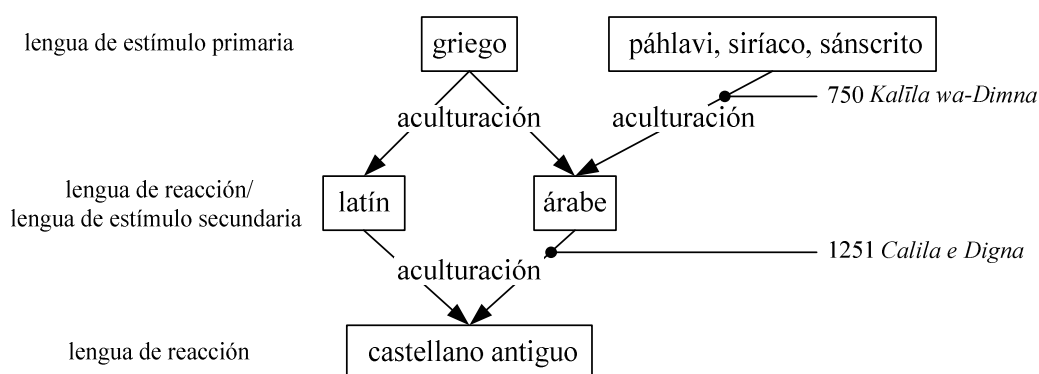 lengua de estímulo primaria
griego
páhlavi, siríaco, sánscrito
750 Kalīla wa-Dimna
aculturación
aculturación
lengua de reacción/
lengua de estímulo secundaria
latín
árabe
1251 Calila e Digna
aculturación
lengua de reacción
castellano antiguo